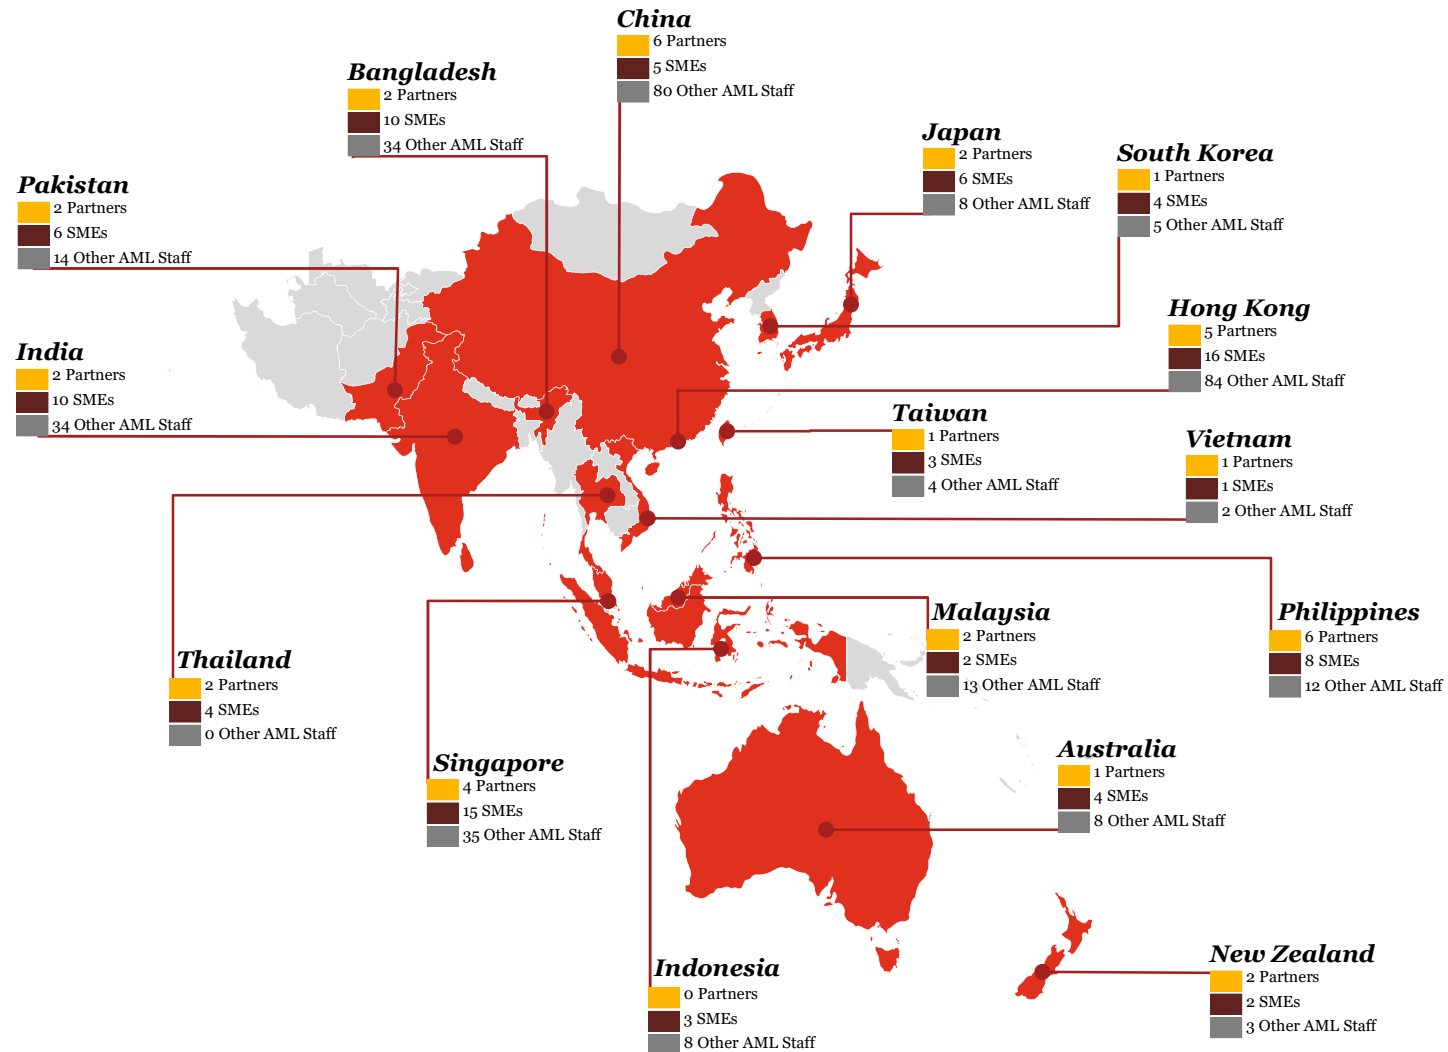 China
6 Partners
5 SMEs
80 Other AML Staff
Bangladesh
2 Partners
10 SMEs
34 Other AML Staff
Japan
2 Partners
6 SMEs
8 Other AML Staff
South Korea
1 Partners
4 SMEs
5 Other AML Staff
Pakistan
2 Partners
6 SMEs
14 Other AML Staff
Hong Kong
5 Partners
16 SMEs
84 Other AML Staff
India
2 Partners
10 SMEs
34 Other AML Staff
Taiwan
1 Partners
3 SMEs
4 Other AML Staff
Vietnam
1 Partners
1 SMEs
2 Other AML Staff
Malaysia
2 Partners
2 SMEs
13 Other AML Staff
Philippines
6 Partners
8 SMEs
12 Other AML Staff
Thailand
2 Partners
4 SMEs
0 Other AML Staff
Singapore
4 Partners
15 SMEs
35 Other AML Staff
Australia
1 Partners
4 SMEs
8 Other AML Staff
Indonesia
0 Partners
3 SMEs
8 Other AML Staff
New Zealand
2 Partners
2 SMEs
3 Other AML Staff